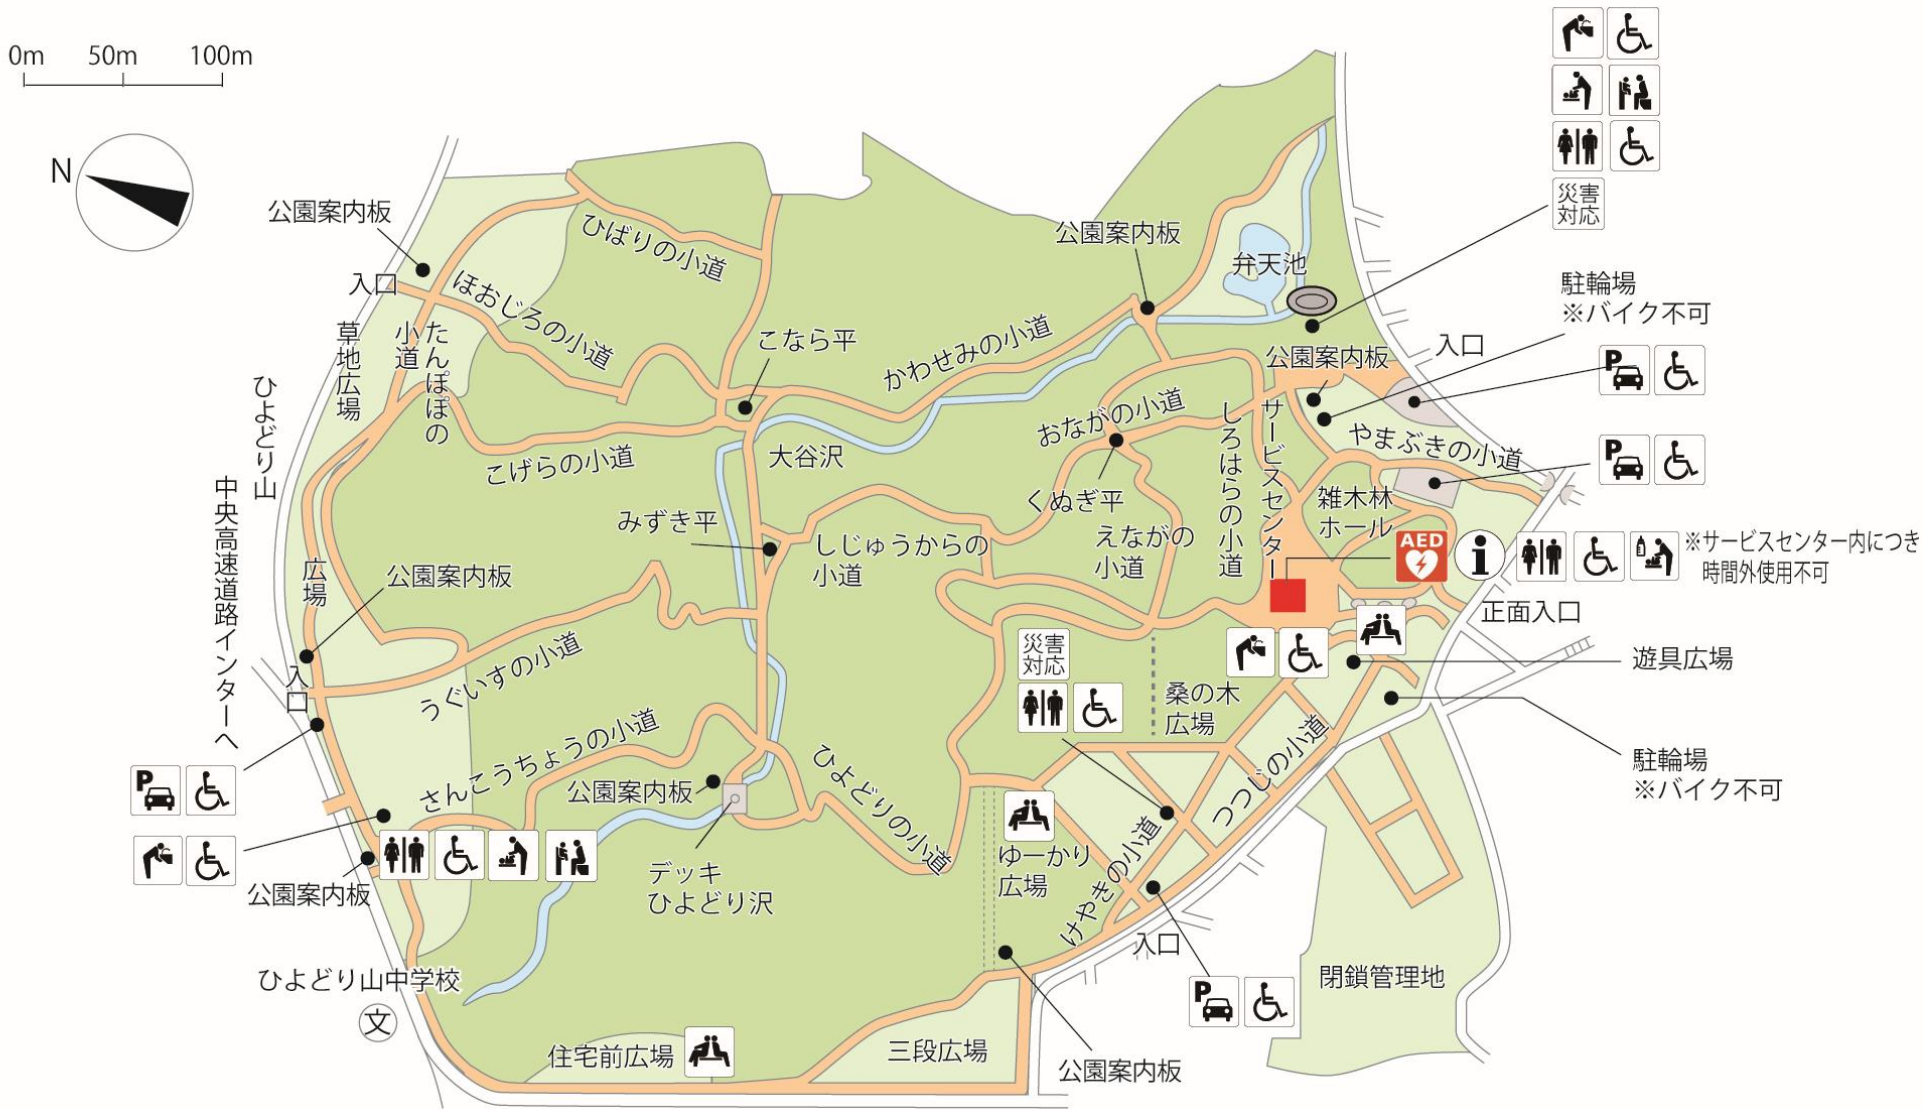 0m 50m 100m
N
公園案内板
入口
ひばりの小道
ほおじろの小道
たんぽぽの
小道
草地広場
ひよどり山
中央高速道路インターへ
こなら平
こげらの小道
かわせみの小道
公園案内板
弁天池
災害
対応
駐輪場
※バイク不可
入口
公園案内板
P
やまぶきの小道
P
おながの小道
大谷沢
くぬぎ平
えながの
小道
しろはらの小道
サービスセンター
雑木林
ホール
AED
i
※サービスセンター内につき
時間外使用不可
正面入口
みずき平
しじゅうからの
小道
広場
公園案内板
入口
うぐいすの小道
さんこうちょうの小道
公園案内板
ひよどりの小道
災害
対応
桑の木
広場
遊具広場
駐輪場
※バイク不可
つつじの小道
けやきの小道
ゆーかり
広場
P
公園案内板
デッキ
ひよどり沢
入口
P
閉鎖管理地
ひよどり山中学校
文
住宅前広場
三段広場
公園案内板